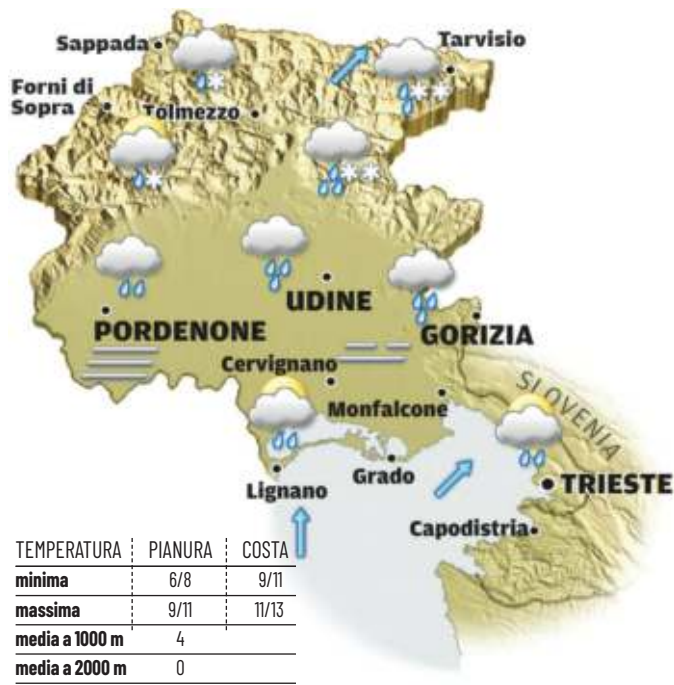 Sappada
Tarvisio
Forni di
Sopra
Tolmezzo
UDINE
PORDENONE
GORIZIA
Cervignano
SLOVENIA
Monfalcone
Grado
Lignano
TRIESTE
Capodistria
TEMPERATURA PIANURA COSTA
minima 6/8 9/11
massima 9/11 11/13
media a 1000 m 4
media a 2000 m 0